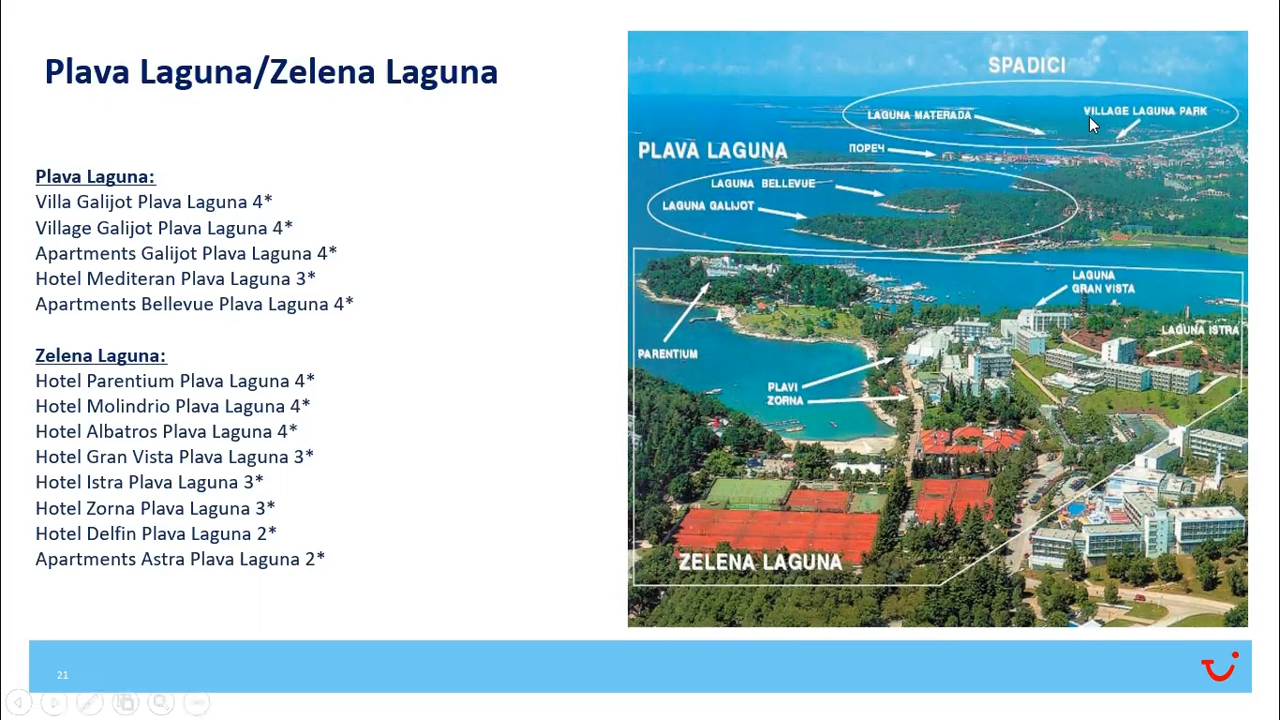 Plava Laguna/Zelena Laguna
Plava Laguna:
Villa Galijot Plava Laguna 4*
Village Galijot Plava Laguna 4*
Apartments Galijot Plava Laguna 4*
Hotel Mediteran Plava Laguna 3*
Apartments Bellevue Plava Laguna 4*
Zelena Laguna:
Hotel Parentium Plava Laguna 4*
Hotel Molindrio Plava Laguna 4*
Hotel Albatros Plava Laguna 4*
Hotel Gran Vista Plava Laguna 3*
Hotel Istra Plava Laguna 3*
Hotel Zorna Plava Laguna 3*
Hotel Delfin Plava Laguna 2*
Apartments Astra Plava Laguna 2*
SPADICI
LAGUNA MATERADA
VILLAGE LAGUNA PARK
ПОРЕЧ
PLAVA LAGUNA
LAGUNA BELLEVUE
LAGUNA GALIJOT
LAGUNA
GRAN VISTA
LAGUNA ISTRA
PARENTIUM
PLAVI
ZORNA
ZELENA LAGUNA
21